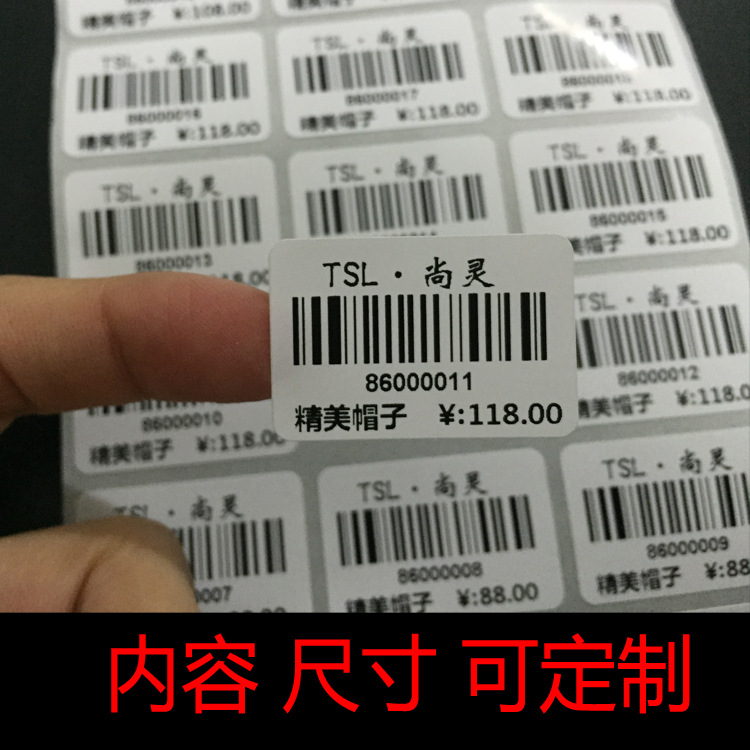 ¥:108.00
TSL · 尚灵
86000016
精美帽子 ¥:118.00
TSL · 尚灵
86000017
精美帽子 ¥:118.00
精美帽子 ¥:118.00
TSL · 尚灵
86000013
TSL · 尚灵
TSL · 尚灵
86000015
精美帽子 ¥:118.00
TSL · 尚灵
86000011
精美帽子 ¥:118.00
TSL · 尚灵
86000012
精美帽子 ¥:118.00
86000010
精美帽子 ¥:118.00
TSL · 尚灵
TSL · 尚灵
86000008
精美帽子 ¥:88.00
TSL · 尚灵
86000009
精美帽子 ¥:88
内容 尺寸 可定制